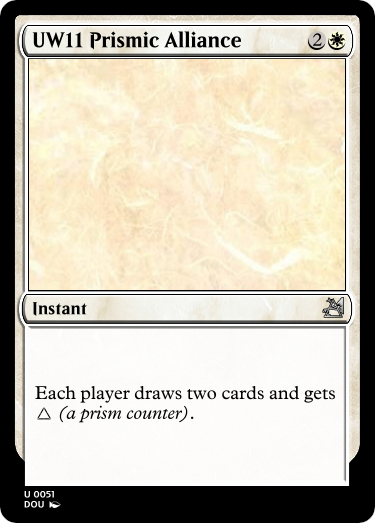 UW11 Prismic Alliance 2
Instant
Each player draws two cards and gets
△ (a prism counter).
U 0051
DOU